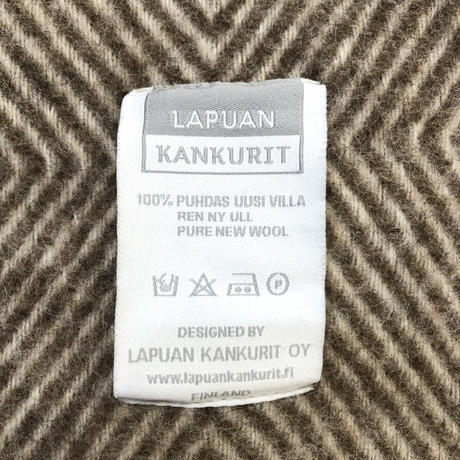 LAPUAN
KANKURIT
100% PUHDAS UUSI VILLA
REN NY ULL
PURE NEW WOOL
P
DESIGNED BY
LAPUAN KANKURIT OY
www.lapuankankurit.fi
FINLAND